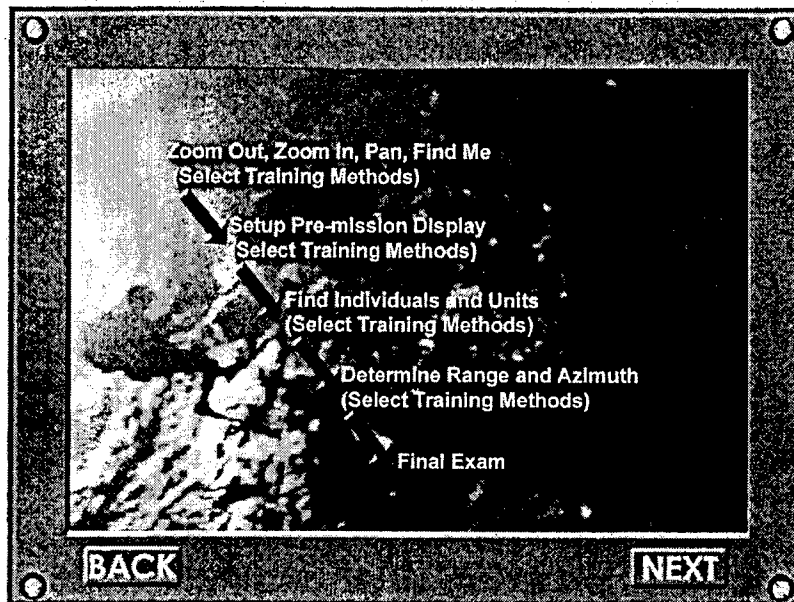 Zoom Out, Zoom In, Pan, Find Me
(Select Training Methods)
Setup Pre-mission Display
(Select Training Methods)
Find Individuals and Units
(Select Training Methods)
Determine Range and Azimuth
(Select Training Methods)
Final Exam
BACK
NEXT